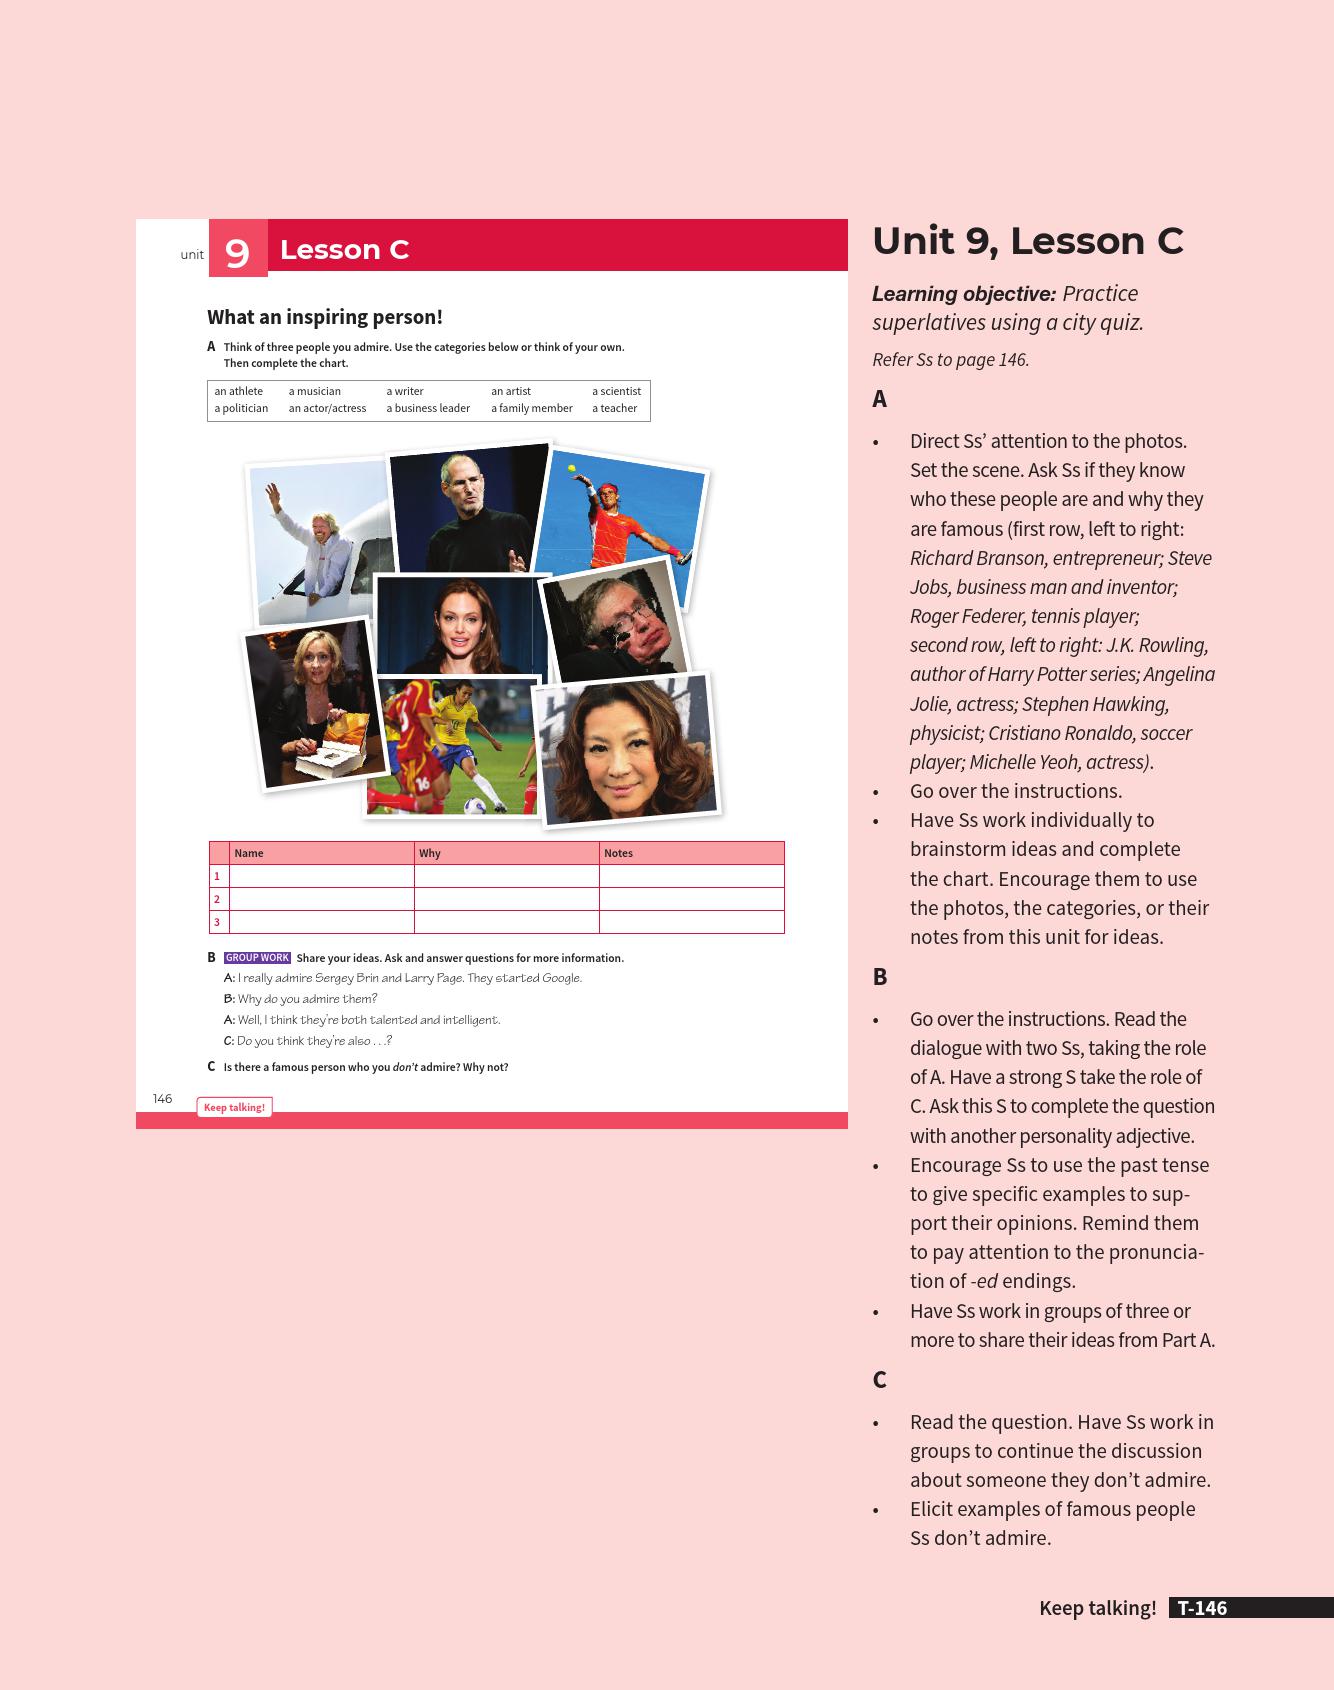 unit 9 Lesson C
What an inspiring person!
A Think of three people you admire. Use the categories below or think of your own.
Then complete the chart.
an athlete a musician a writer an artist a scientist
a politician an actor/actress a business leader a family member a teacher
16
10
Name Why Notes
1
2
3
B GROUP WORK Share your ideas. Ask and answer questions for more information.
A: I really admire Sergey Brin and Larry Page. They started Google.
B: Why do you admire them?
A: Well, I think they're both talented and intelligent.
C: Do you think they're also . . .?
C Is there a famous person who you don't admire? Why not?
146 Keep talking!
Unit 9, Lesson C
Learning objective: Practice
superlatives using a city quiz.
Refer Ss to page 146.
A
• Direct Ss’ attention to the photos.
Set the scene. Ask Ss if they know
who these people are and why they
are famous (first row, left to right:
Richard Branson, entrepreneur; Steve
Jobs, business man and inventor;
Roger Federer, tennis player;
second row, left to right: J.K. Rowling,
author of Harry Potter series; Angelina
Jolie, actress; Stephen Hawking,
physicist; Cristiano Ronaldo, soccer
player; Michelle Yeoh, actress).
• Go over the instructions.
• Have Ss work individually to
brainstorm ideas and complete
the chart. Encourage them to use
the photos, the categories, or their
notes from this unit for ideas.
B
• Go over the instructions. Read the
dialogue with two Ss, taking the role
of A. Have a strong S take the role of
C. Ask this S to complete the question
with another personality adjective.
• Encourage Ss to use the past tense
to give specific examples to sup-
port their opinions. Remind them
to pay attention to the pronuncia-
tion of -ed endings.
• Have Ss work in groups of three or
more to share their ideas from Part A.
C
• Read the question. Have Ss work in
groups to continue the discussion
about someone they don’t admire.
• Elicit examples of famous people
Ss don’t admire.
Keep talking! T-146